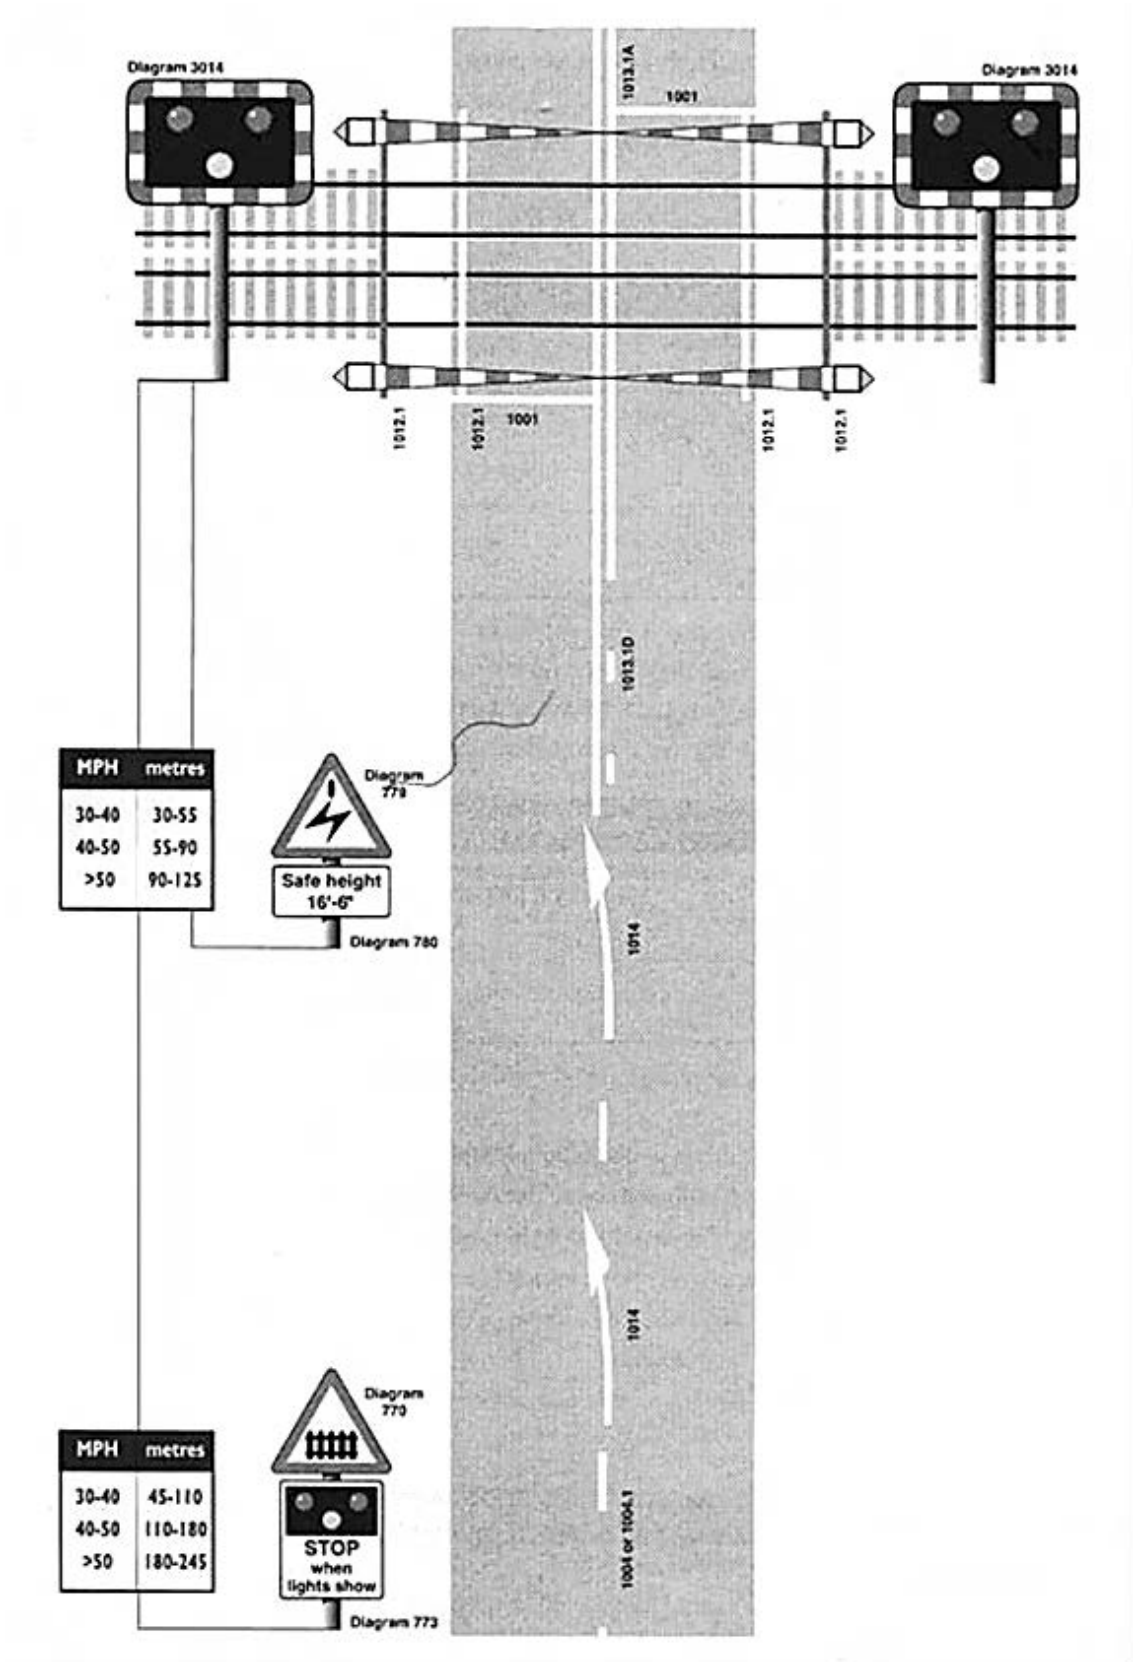 Diagram 3014
Diagram 3014
1013.1A
1001
1012.1
1012.1
1001
1012.1
1012.1
1013.1D
MPH metres
30-40 30-55
40-50 55-90
>50 90-125
Diagram
779
Safe height
16'-6"
Diagram 780
1014
1014
Diagram
770
MPH metres
30-40 45-110
40-50 110-180
>50 180-245
STOP
when
lights show
Diagram 773
1004 or 1004.1